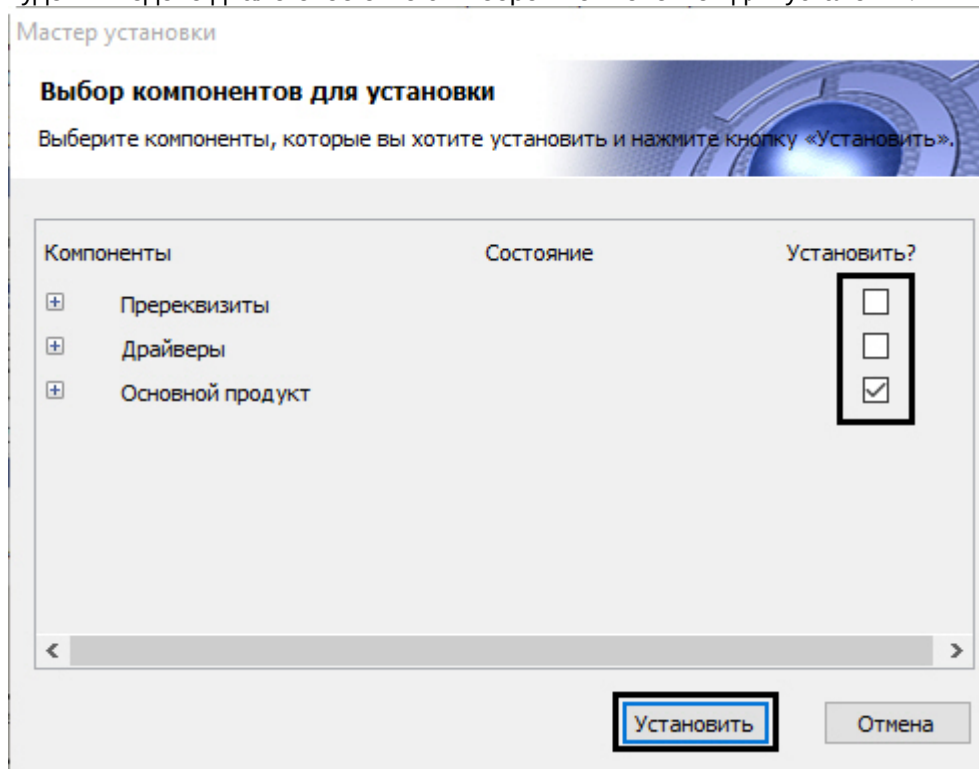 Мастер установки
Выбор компонентов для установки
Выберите компоненты, которые вы хотите установить и нажмите кнопку «Установить».
Компоненты Состояние Установить?
Пререквизиты
Драйверы
Основной продукт
Установить Отмена